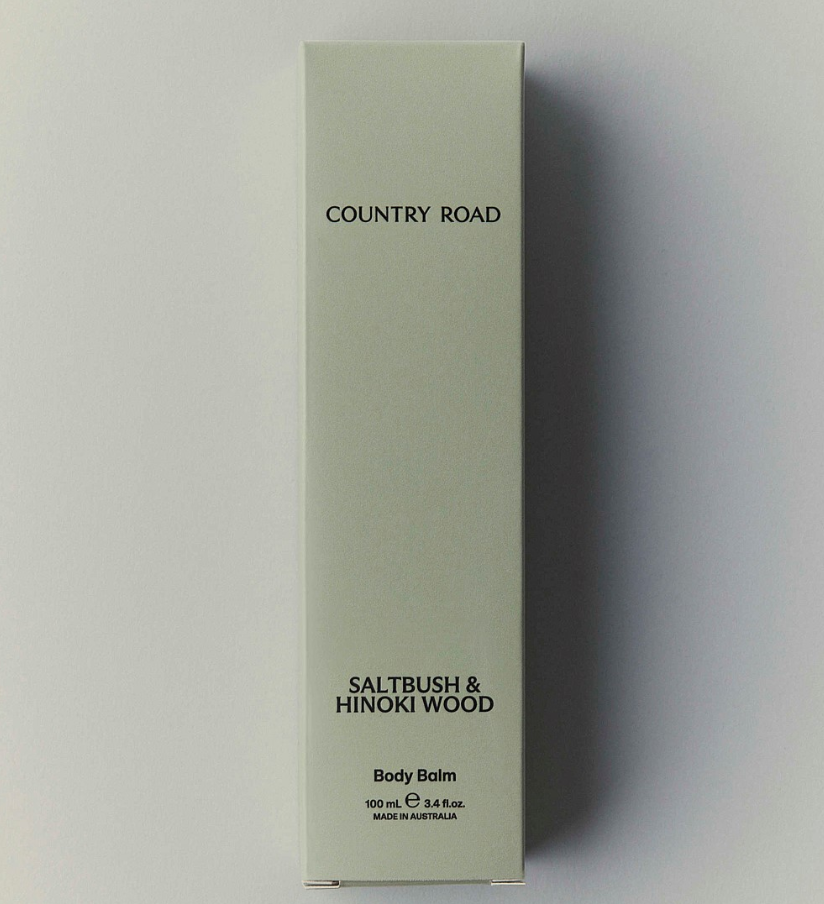 COUNTRY ROAD
SALTBUSH &
HINOKI WOOD
Body Balm
100 mL ℮ 3.4 fl.oz.
MADE IN AUSTRALIA